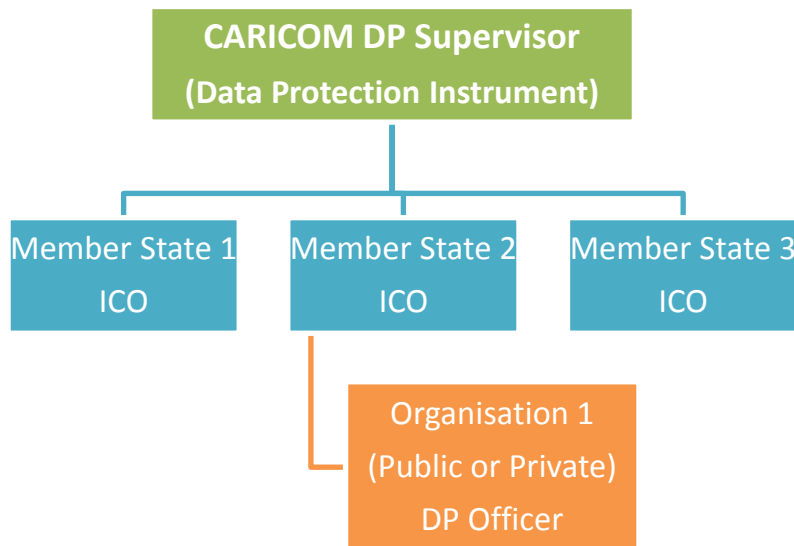 CARICOM DP Supervisor
(Data Protection Instrument)
Member State 1
ICO
Member State 2
ICO
Member State 3
ICO
Organisation 1
(Public or Private)
DP Officer